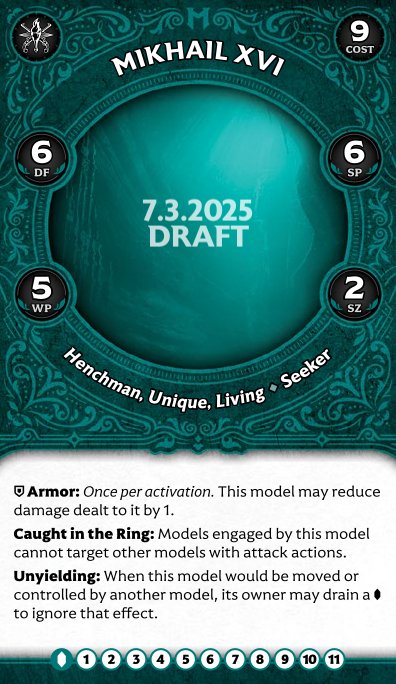 MIKHAIL XVI
9
COST
6
DF
6
SP
7.3.2025
DRAFT
5
WP
2
SZ
Henchman, Unique, Living ⬥ Seeker
Armor: Once per activation. This model may reduce
damage dealt to it by 1.
Caught in the Ring: Models engaged by this model
cannot target other models with attack actions.
Unyielding: When this model would be moved or
controlled by another model, its owner may drain a
to ignore that effect.
1 2 3 4 5 6 7 8 9 10 11